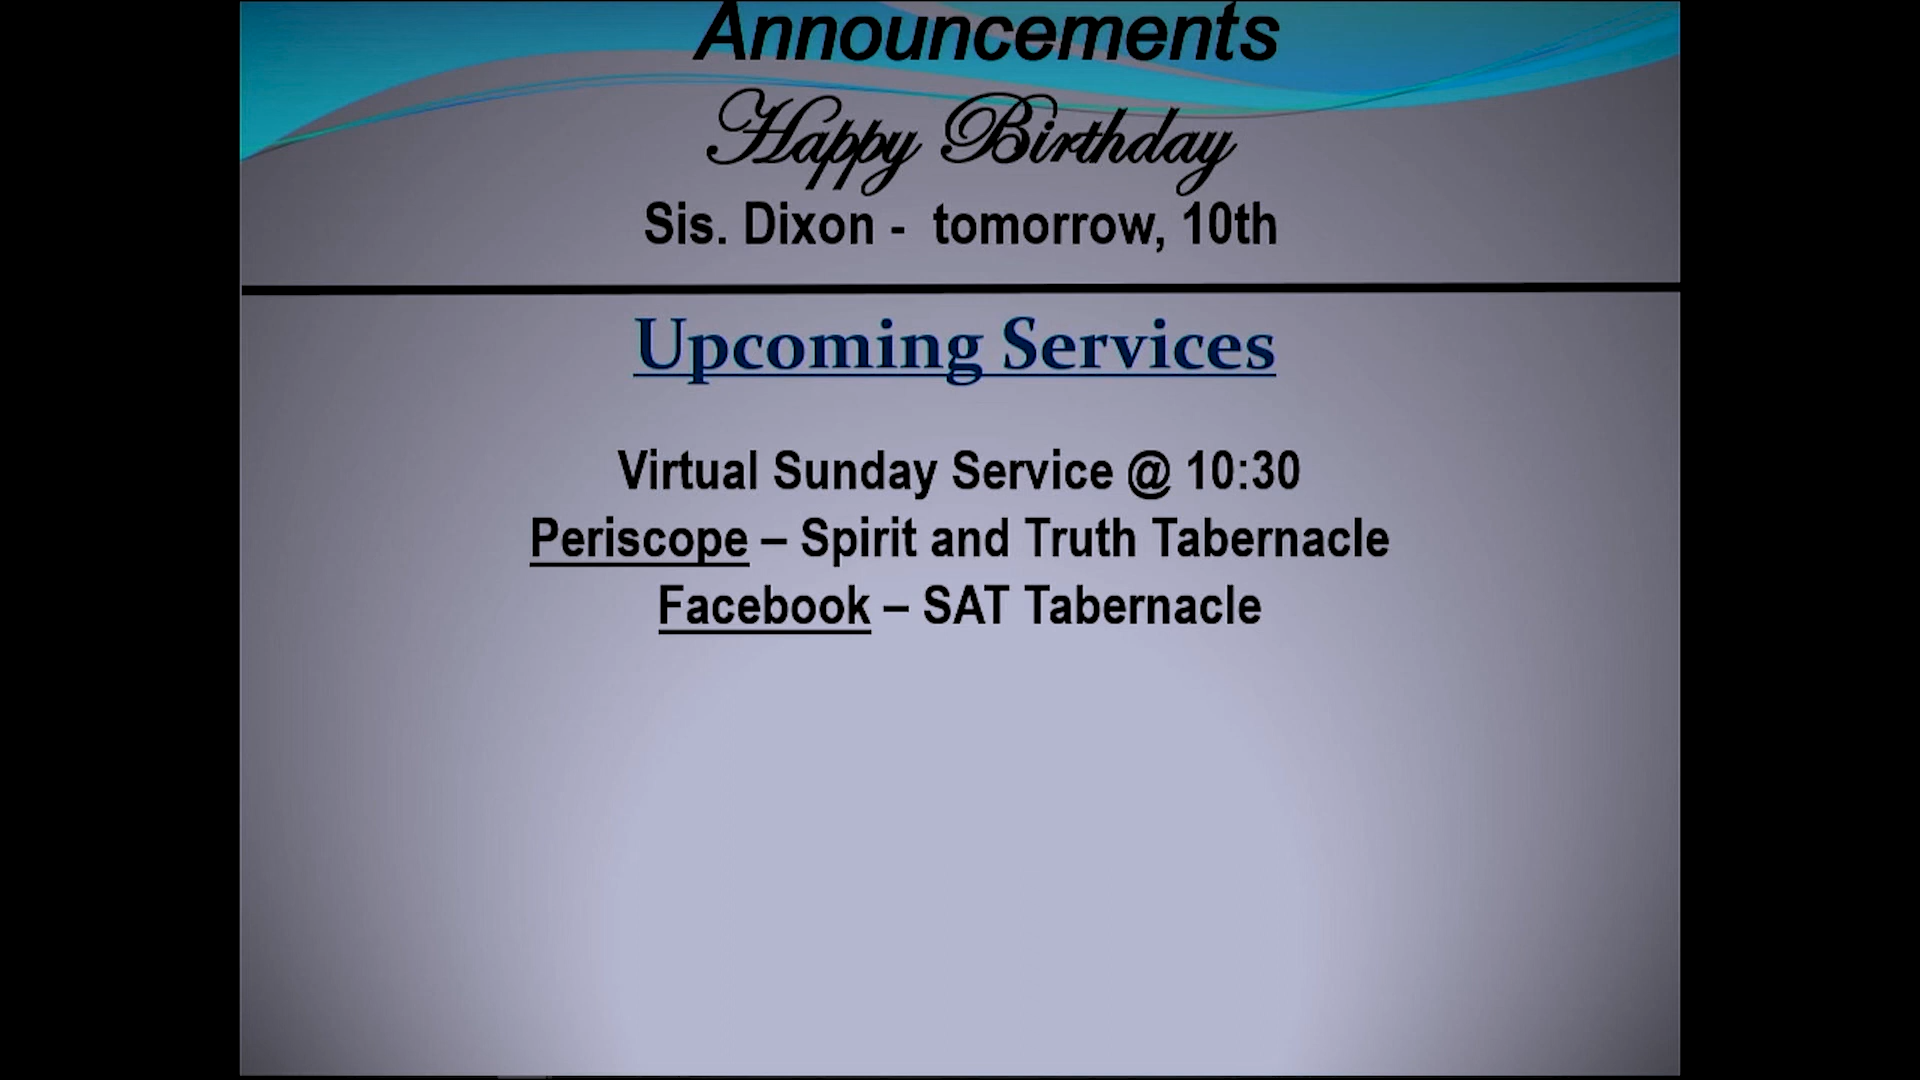 Announcements
Happy Birthday
Sis. Dixon - tomorrow, 10th
Upcoming Services
Virtual Sunday Service @ 10:30
Periscope – Spirit and Truth Tabernacle
Facebook – SAT Tabernacle